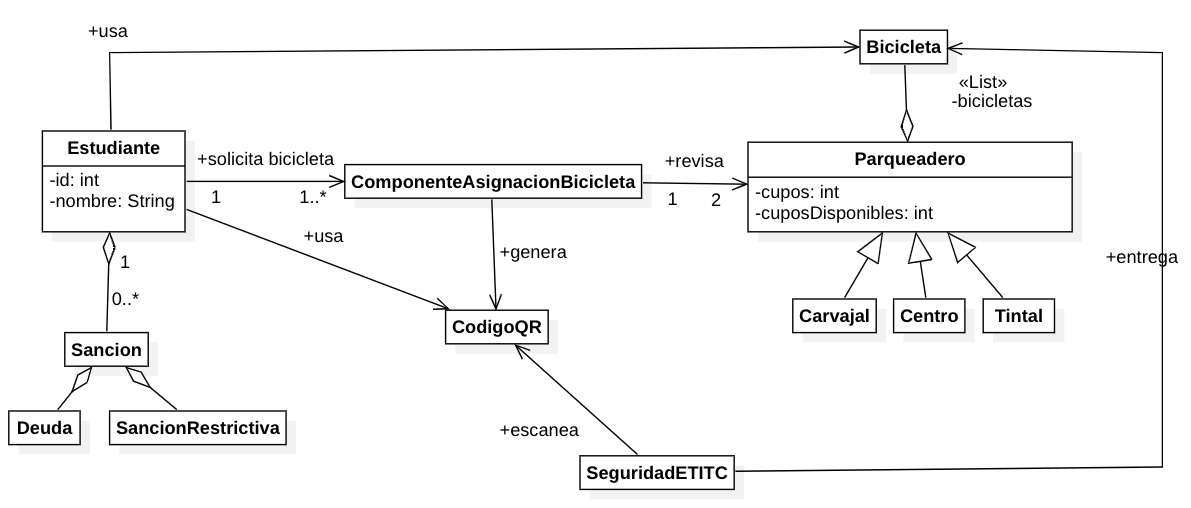 +usa
Bicicleta
«List»
-bicicletas
Estudiante
-id: int
-nombre: String
+solicita bicicleta
1
1..*
ComponenteAsignacionBicicleta
+revisa
1
2
Parqueadero
-cupos: int
-cuposDisponibles: int
+usa
+genera
+entrega
1
0..*
Carvajal
Centro
Tintal
CodigoQR
Sancion
Deuda
SancionRestrictiva
+escanea
SeguridadETITC